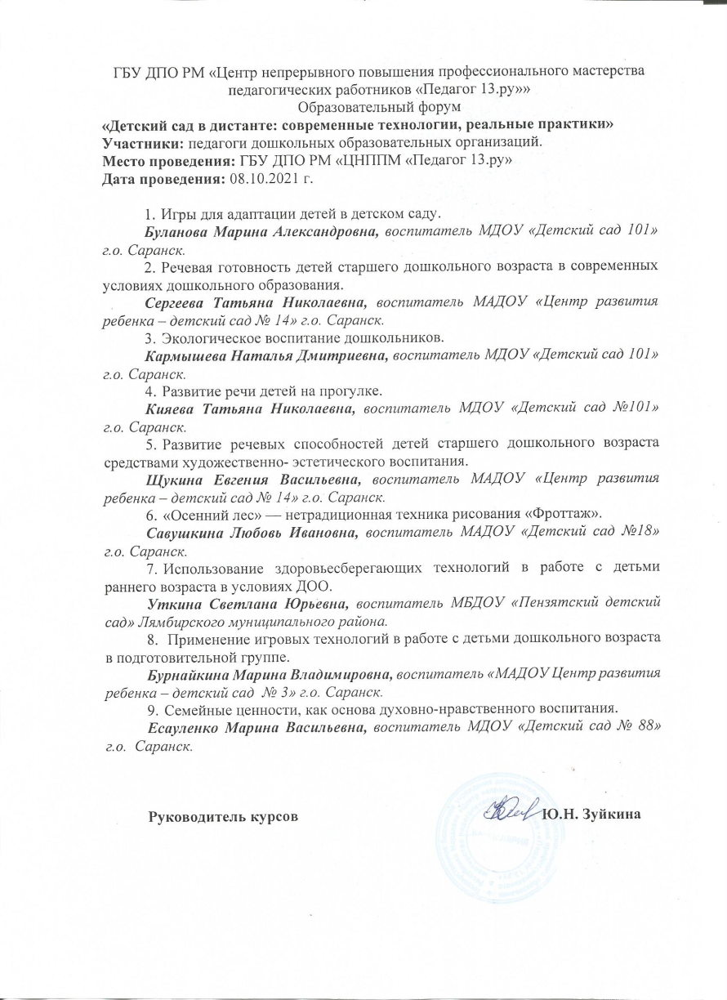 ГБУ ДПО РМ «Центр непрерывного повышения профессионального мастерства
педагогических работников «Педагог 13.ру»»
Образовательный форум
«Детский сад в дистанте: современные технологии, реальные практики»
Участники: педагоги дошкольных образовательных организаций.
Место проведения: ГБУ ДПО РМ «ЦНППМ «Педагог 13.ру»
Дата проведения: 08.10.2021 г.
1. Игры для адаптации детей в детском саду.
Буланова Марина Александровна, воспитатель МДОУ «Детский сад 101»
г.о. Саранск.
2. Речевая готовность детей старшего дошкольного возраста в современных
условиях дошкольного образования.
Сергеева Татьяна Николаевна, воспитатель МАДОУ «Центр развития
ребенка – детский сад № 14» г.о. Саранск.
3. Экологическое воспитание дошкольников.
Кармышева Наталья Дмитриевна, воспитатель МДОУ «Детский сад 101»
г.о. Саранск.
4. Развитие речи детей на прогулке.
Кияева Татьяна Николаевна, воспитатель МДОУ «Детский сад №101»
г.о. Саранск.
5. Развитие речевых способностей детей старшего дошкольного возраста
средствами художественно- эстетического воспитания.
Щукина Евгения Васильевна, воспитатель МАДОУ «Центр развития
ребенка – детский сад № 14» г.о. Саранск.
6. «Осенний лес» — нетрадиционная техника рисования «Фроттаж».
Савушкина Любовь Ивановна, воспитатель МАДОУ «Детский сад №18»
г.о. Саранск.
7. Использование здоровьесберегающих технологий в работе с детьми
раннего возраста в условиях ДОО.
Уткина Светлана Юрьевна, воспитатель МБДОУ «Пензятский детский
сад» Лямбирского муниципального района.
8. Применение игровых технологий в работе с детьми дошкольного возраста
в подготовительной группе.
Бурнайкина Марина Владимировна, воспитатель «МАДОУ Центр развития
ребенка – детский сад № 3» г.о. Саранск.
9. Семейные ценности, как основа духовно-нравственного воспитания.
Есауленко Марина Васильевна, воспитатель МДОУ «Детский сад № 88»
г.о. Саранск.
Руководитель курсов Ю.Н. Зуйкина